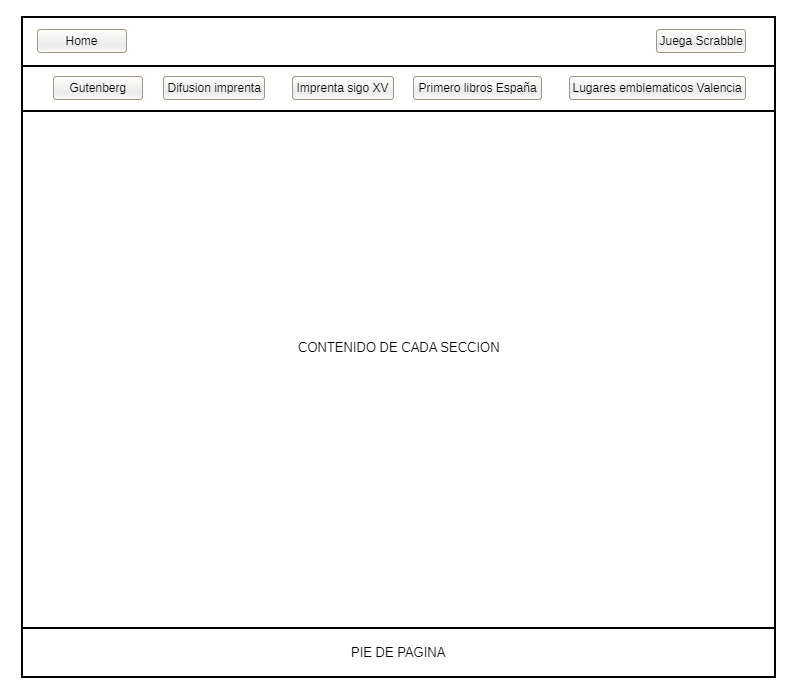 Home
Juega Scrabble
Gutenberg
Difusion imprenta
Imprenta sigo XV
Primero libros España
Lugares emblematicos Valencia
CONTENIDO DE CADA SECCION
PIE DE PAGINA